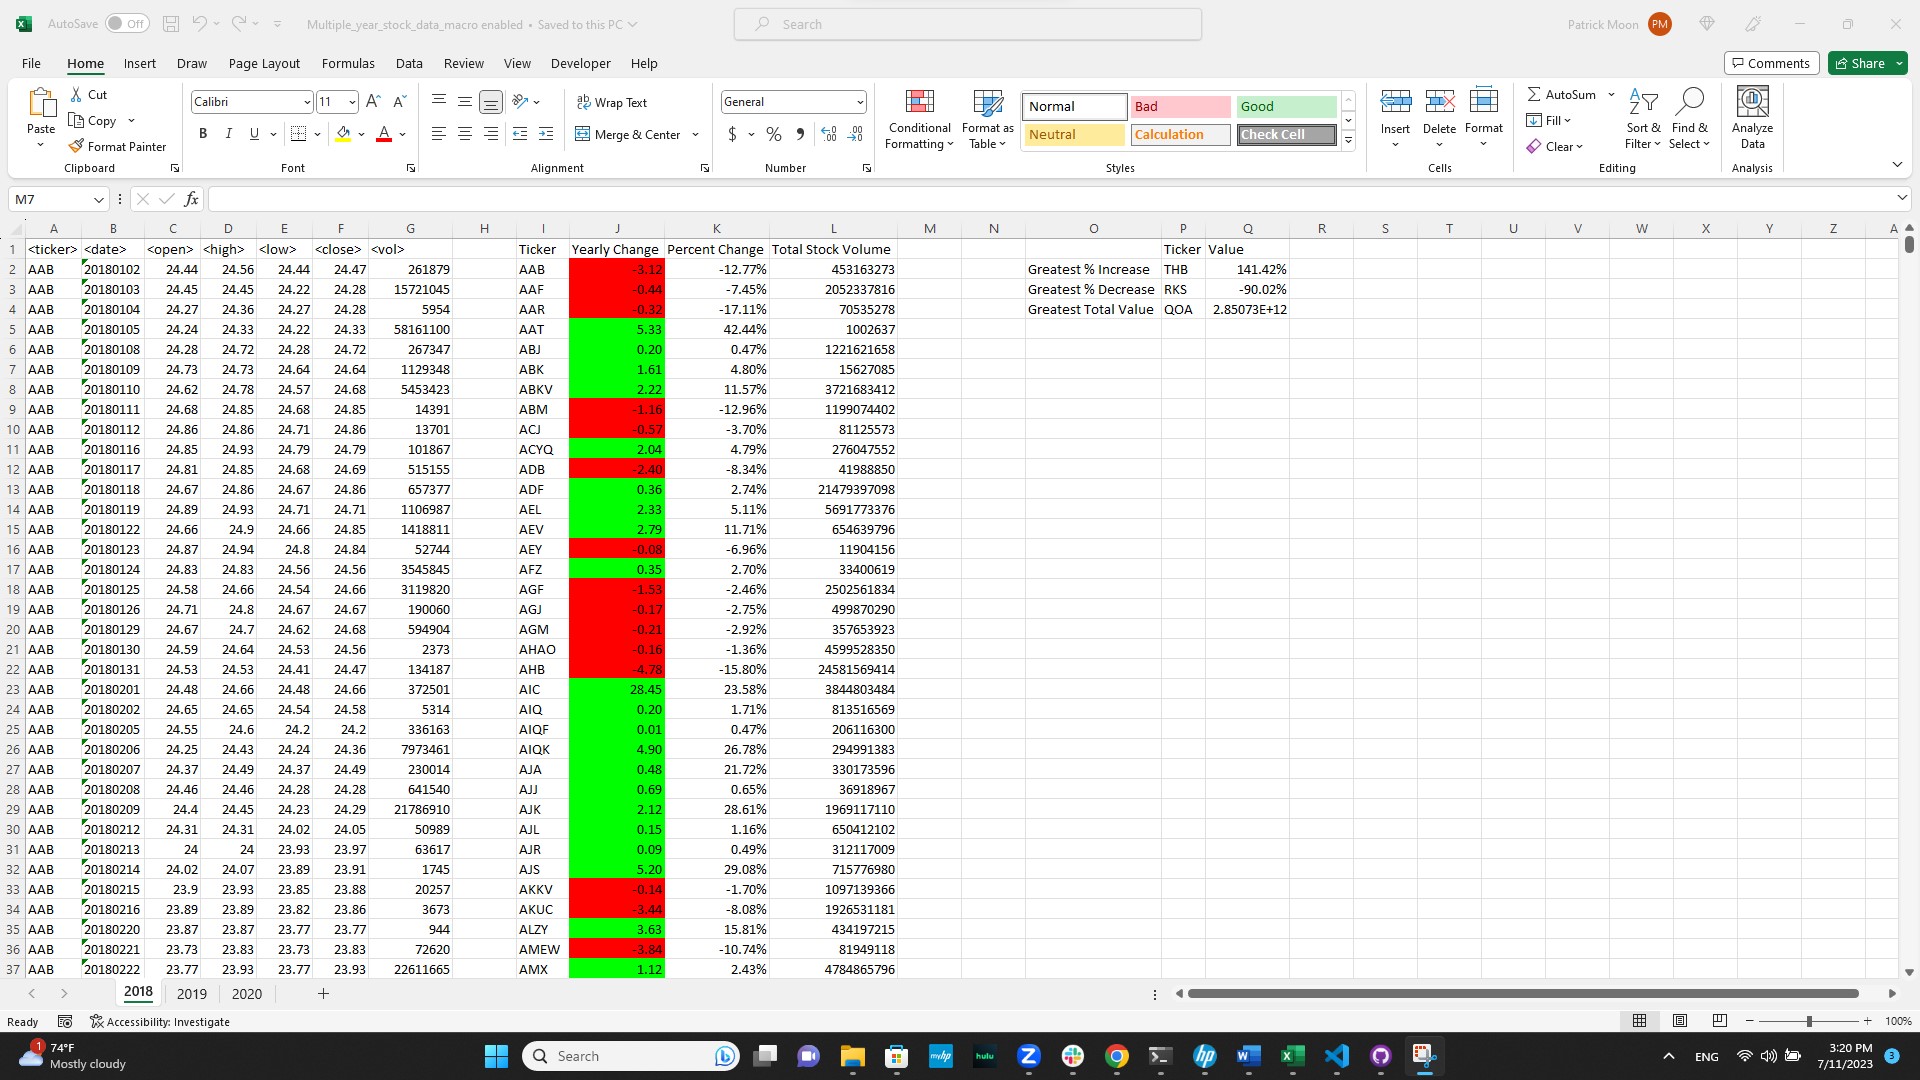 AutoSave Off Multiple_year_stock_data_macro enabled • Saved to this PC Search Patrick Moon PM
File Home Insert Draw Page Layout Formulas Data Review View Developer Help Comments Share
Paste Cut Copy Format Painter Clipboard
Calibri 11 B I U A Font
Wrap Text Merge & Center Alignment
General $ % , Number
Conditional Formatting Format as Table
Normal Bad Good
Neutral Calculation Check Cell
Styles
Insert Delete Format Cells
AutoSum Fill Clear Sort & Filter Find & Select Editing
Analyze Data Analysis
M7 fx
A B C D E F G H I J K L M N O P Q R S T U V W X Y Z A
1 <ticker> <date> <open> <high> <low> <close> <vol> Ticker Yearly Change Percent Change Total Stock Volume Ticker Value
2 AAB 20180102 24.44 24.56 24.44 24.47 261879 AAB -3.12 -12.77% 453163273 Greatest % Increase THB 141.42%
3 AAB 20180103 24.45 24.45 24.22 24.28 15721045 AAF -0.44 -7.45% 2052337816 Greatest % Decrease RKS -90.02%
4 AAB 20180104 24.27 24.36 24.27 24.28 5954 AAR -0.32 -17.11% 70535278 Greatest Total Value QOA 2.85073E+12
5 AAB 20180105 24.24 24.33 24.22 24.33 58161100 AAT 5.33 42.44% 1002637
6 AAB 20180108 24.28 24.72 24.28 24.72 267347 ABJ 0.20 0.47% 1221621658
7 AAB 20180109 24.73 24.73 24.64 24.64 1129348 ABK 1.61 4.80% 15627085
8 AAB 20180110 24.62 24.78 24.57 24.68 5453423 ABKV 2.22 11.57% 3721683412
9 AAB 20180111 24.68 24.85 24.68 24.85 14391 ABM -1.16 -12.96% 1199074402
10 AAB 20180112 24.86 24.86 24.71 24.86 13701 ACJ -0.57 -3.70% 81125573
11 AAB 20180116 24.85 24.93 24.79 24.79 101867 ACYQ 2.04 4.79% 276047552
12 AAB 20180117 24.81 24.85 24.68 24.69 515155 ADB -2.40 -8.34% 41988850
13 AAB 20180118 24.67 24.86 24.67 24.86 657377 ADF 0.36 2.74% 21479397098
14 AAB 20180119 24.89 24.93 24.71 24.71 1106987 AEL 2.33 5.11% 5691773376
15 AAB 20180122 24.66 24.9 24.66 24.85 1418811 AEV 2.79 11.71% 654639796
16 AAB 20180123 24.87 24.94 24.8 24.84 52744 AEY -0.08 -6.96% 11904156
17 AAB 20180124 24.83 24.83 24.56 24.56 3545845 AFZ 0.35 2.70% 33400619
18 AAB 20180125 24.58 24.66 24.54 24.66 3119820 AGF -1.53 -2.46% 2502561834
19 AAB 20180126 24.71 24.8 24.67 24.67 190060 AGJ -0.17 -2.75% 499870290
20 AAB 20180129 24.67 24.7 24.62 24.68 594904 AGM -0.21 -2.92% 357653923
21 AAB 20180130 24.59 24.64 24.53 24.56 2373 AHAO -0.16 -1.36% 4599528350
22 AAB 20180131 24.53 24.53 24.41 24.47 134187 AHB -4.78 -15.80% 24581569414
23 AAB 20180201 24.48 24.66 24.48 24.66 372501 AIC 28.45 23.58% 3844803484
24 AAB 20180202 24.65 24.65 24.54 24.58 5314 AIQ 0.20 1.71% 813516569
25 AAB 20180205 24.55 24.6 24.2 24.2 336163 AIQF 0.01 0.47% 206116300
26 AAB 20180206 24.25 24.43 24.24 24.36 7973461 AIQK 4.90 26.78% 294991383
27 AAB 20180207 24.37 24.49 24.37 24.49 230014 AJA 0.48 21.72% 330173596
28 AAB 20180208 24.46 24.46 24.28 24.28 641540 AJJ 0.69 0.65% 36918967
29 AAB 20180209 24.4 24.45 24.23 24.29 21786910 AJK 2.12 28.61% 1969117110
30 AAB 20180212 24.31 24.31 24.02 24.05 50989 AJL 0.15 1.16% 650412102
31 AAB 20180213 24 24 23.93 23.97 63617 AJR 0.09 0.49% 312117009
32 AAB 20180214 24.02 24.07 23.89 23.91 1745 AJS 5.20 29.08% 715776980
33 AAB 20180215 23.9 23.93 23.85 23.88 20257 AKKV -0.14 -1.70% 1097139366
34 AAB 20180216 23.89 23.89 23.82 23.86 3673 AKUC -3.44 -8.08% 1926531181
35 AAB 20180220 23.87 23.87 23.77 23.77 944 ALZY 3.63 15.81% 434197215
36 AAB 20180221 23.73 23.83 23.73 23.83 72620 AMEW -3.84 -10.74% 81949118
37 AAB 20180222 23.77 23.93 23.77 23.93 22611665 AMX 1.12 2.43% 4784865796
2018 2019 2020
Ready Accessibility: Investigate 100%
1 74°F Mostly cloudy Search myhp hulu ENG 3:20 PM 7/11/2023 3